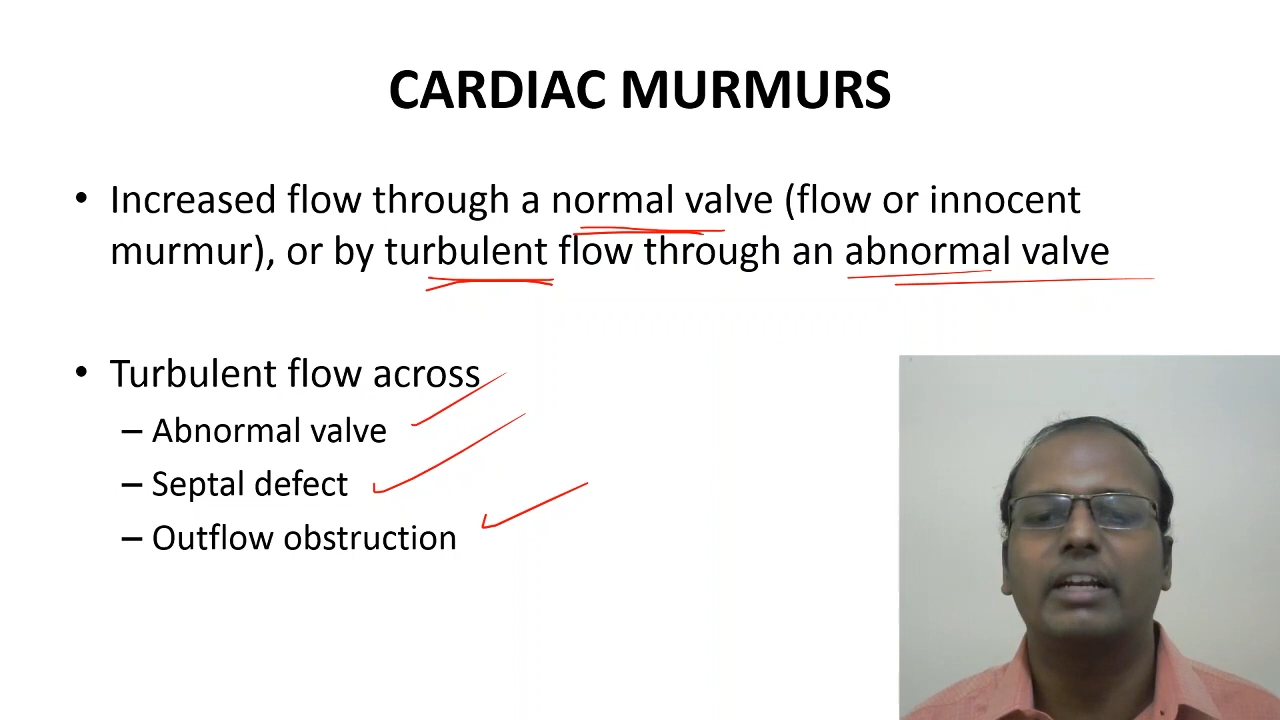 CARDIAC MURMURS
• Increased flow through a normal valve (flow or innocent
murmur), or by turbulent flow through an abnormal valve
• Turbulent flow across
– Abnormal valve
– Septal defect
– Outflow obstruction